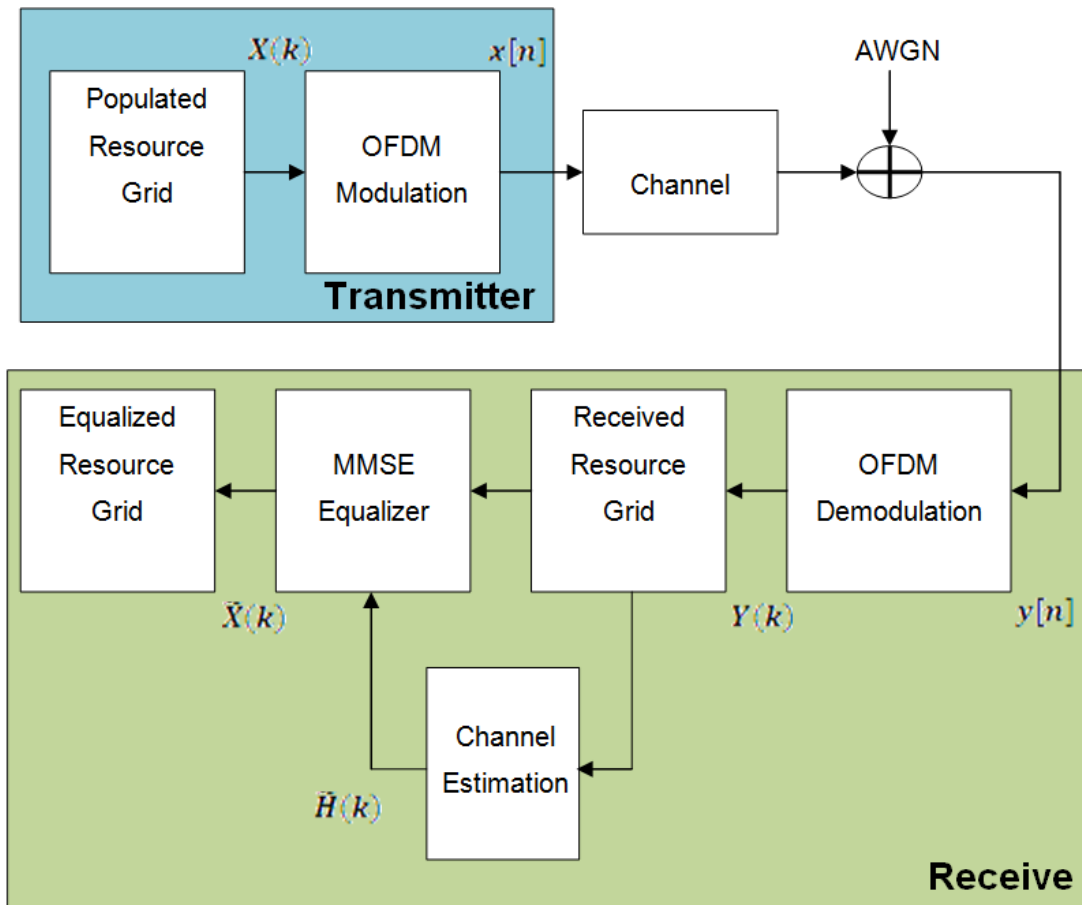 X(k)
x[n]
Populated
Resource
Grid
OFDM
Modulation
Transmitter
Channel
AWGN
Equalized
Resource
Grid
MMSE
Equalizer
Received
Resource
Grid
OFDM
Demodulation
X̂(k)
Y(k)
y[n]
Channel
Estimation
Ĥ(k)
Receive